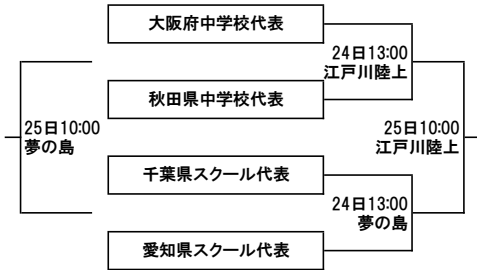 大阪府中学校代表
24日13:00
江戸川陸上
秋田県中学校代表
25日10:00
夢の島
25日10:00
江戸川陸上
千葉県スクール代表
24日13:00
夢の島
愛知県スクール代表